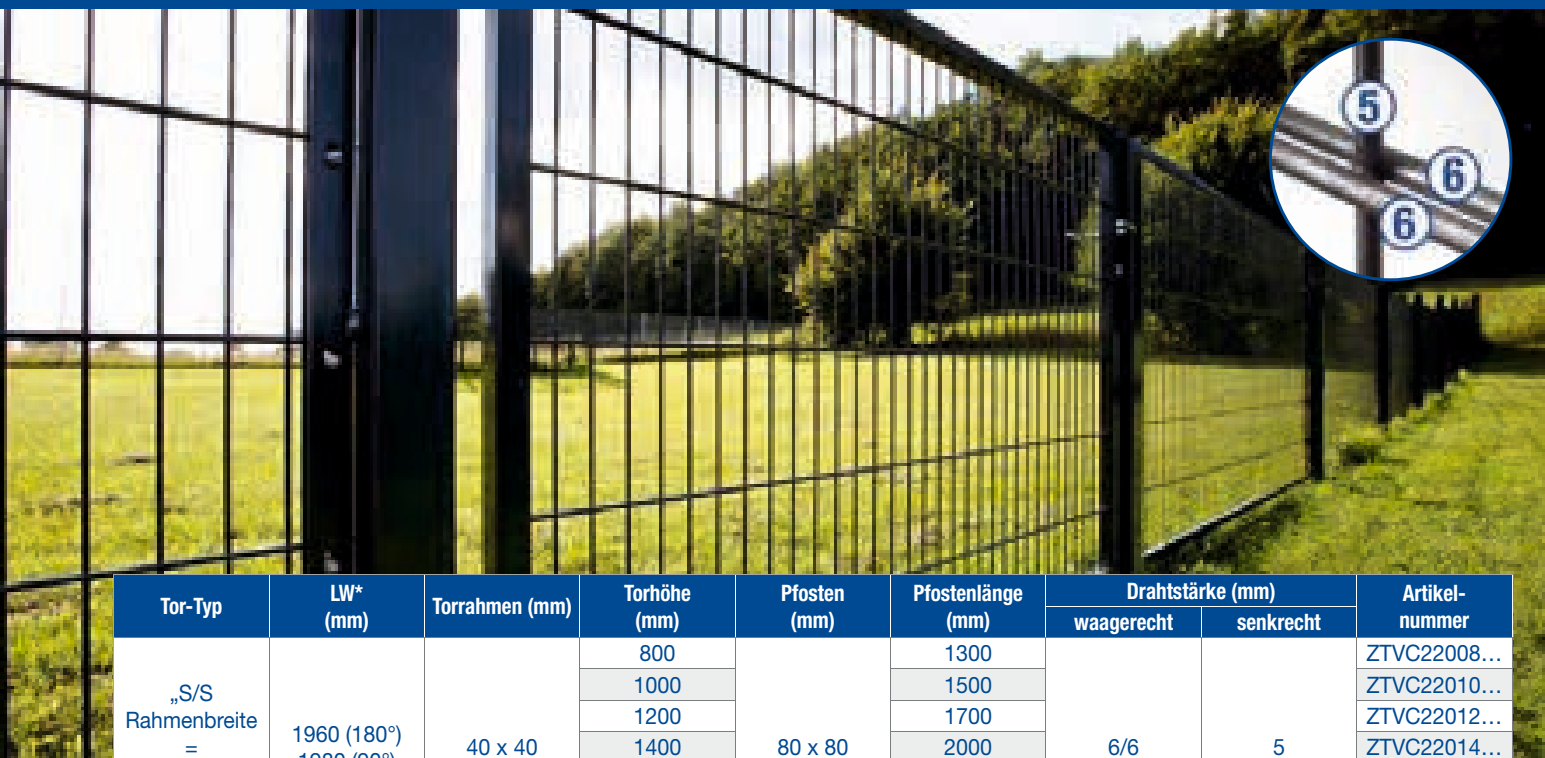 5
6
6
Tor-Typ
LW*
(mm)
Torrahmen (mm)
Torhöhe
(mm)
Pfosten
(mm)
Pfostenlänge
(mm)
Drahtstärke (mm)
waagerecht
senkrecht
Artikel-
nummer
„S/S
Rahmenbreite
=
1960 (180°)
40 x 40
800
1000
1200
1400
80 x 80
1300
1500
1700
2000
6/6
5
ZTVC22008…
ZTVC22010…
ZTVC22012…
ZTVC22014…